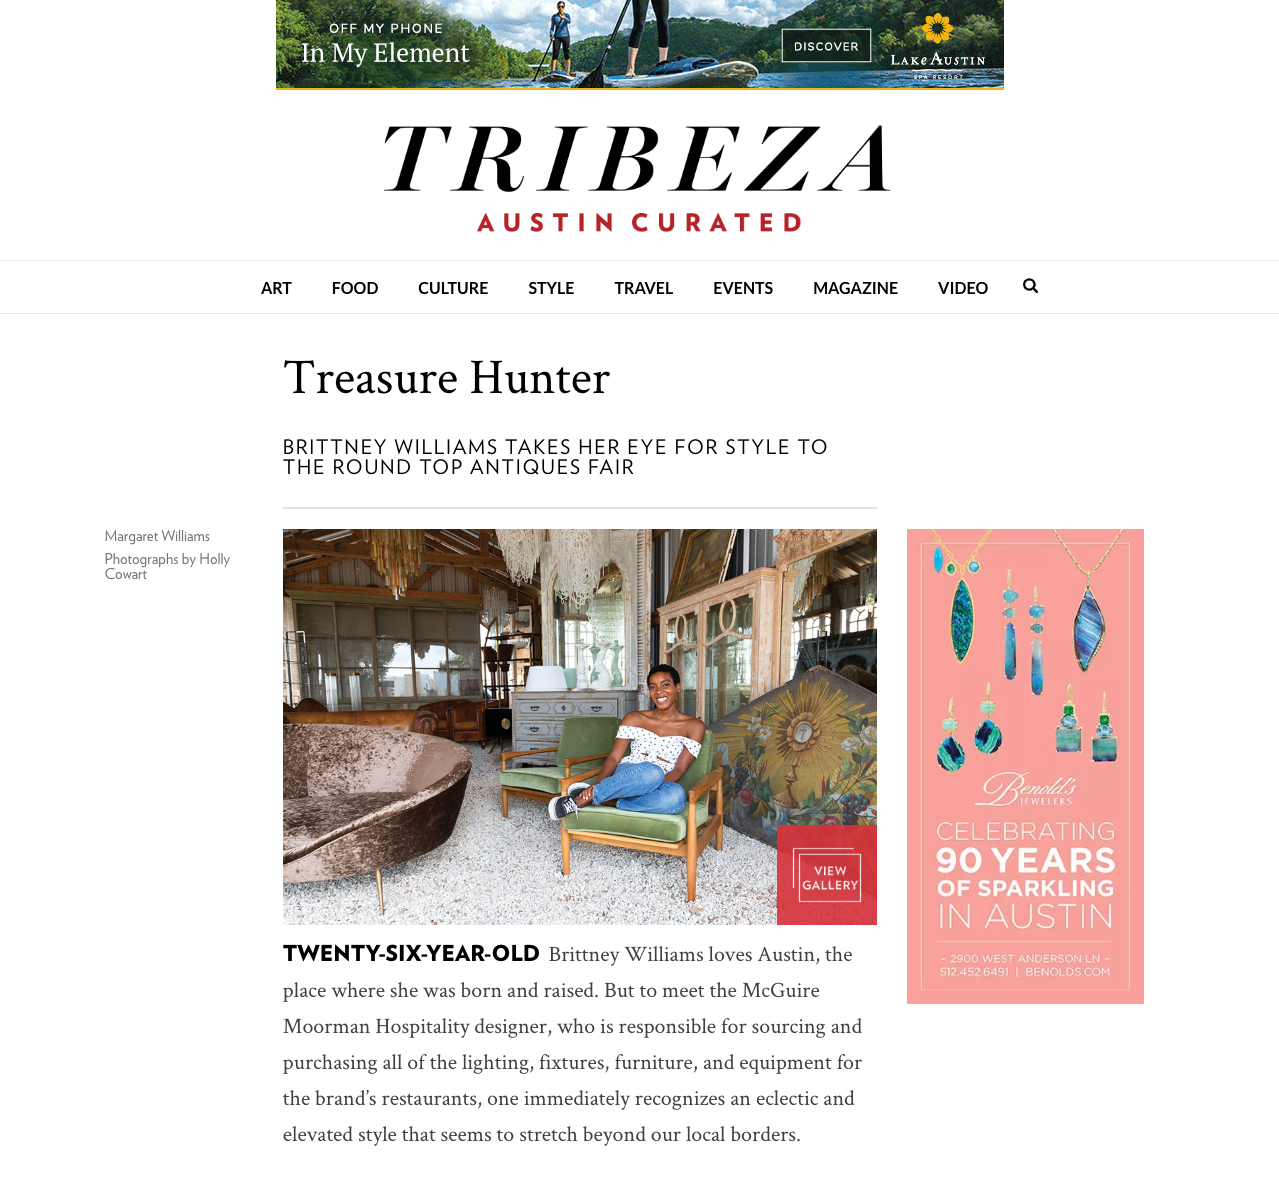 OFF MY PHONE
In My Element
DISCOVER
LAKE AUSTIN
SPA RESORT
TRIBEZA
AUSTIN CURATED
ART FOOD CULTURE STYLE TRAVEL EVENTS MAGAZINE VIDEO
Treasure Hunter
BRITTNEY WILLIAMS TAKES HER EYE FOR STYLE TO
THE ROUND TOP ANTIQUES FAIR
Margaret Williams
Photographs by Holly
Cowart
VIEW
GALLERY
TWENTY-SIX-YEAR-OLD Brittney Williams loves Austin, the
place where she was born and raised. But to meet the McGuire
Moorman Hospitality designer, who is responsible for sourcing and
purchasing all of the lighting, fixtures, furniture, and equipment for
the brand’s restaurants, one immediately recognizes an eclectic and
elevated style that seems to stretch beyond our local borders.
Benold's
JEWELERS
CELEBRATING
90 YEARS
OF SPARKLING
IN AUSTIN
– 2900 WEST ANDERSON LN –
512.452.6491 | BENOLDS.COM